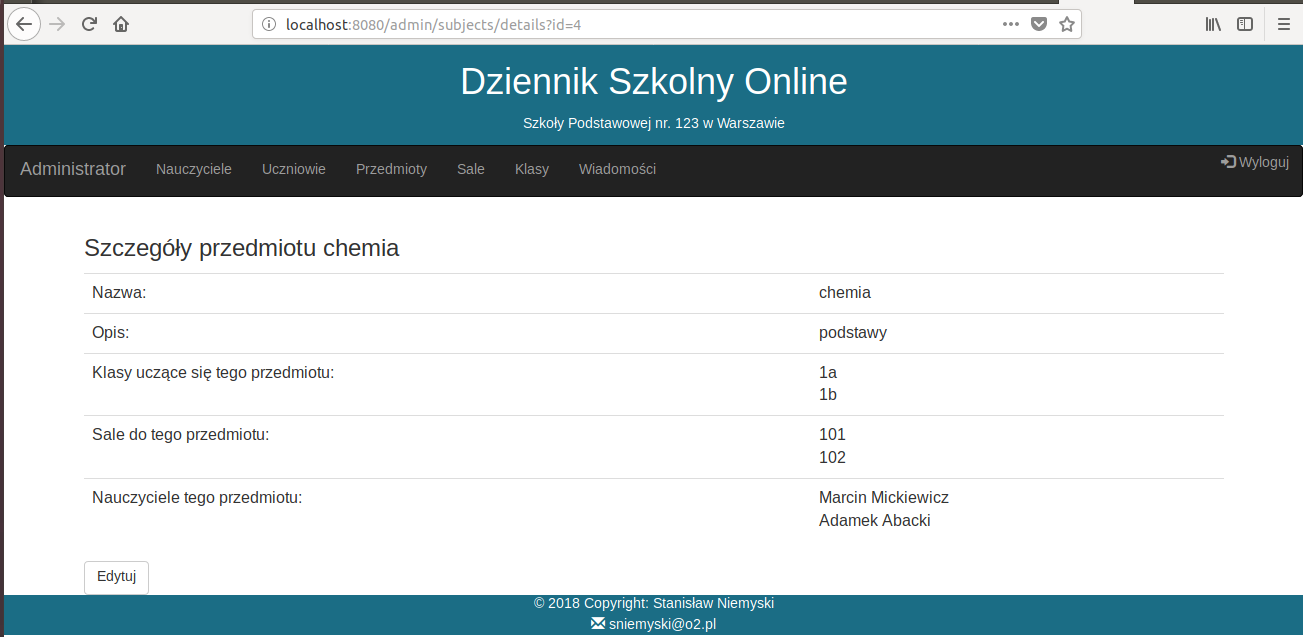 localhost:8080/admin/subjects/details?id=4
Dziennik Szkolny Online
Szkoły Podstawowej nr. 123 w Warszawie
Administrator Nauczyciele Uczniowie Przedmioty Sale Klasy Wiadomości Wyloguj
Szczegóły przedmiotu chemia
Nazwa: chemia
Opis: podstawy
Klasy uczące się tego przedmiotu: 1a
1b
Sale do tego przedmiotu: 101
102
Nauczyciele tego przedmiotu: Marcin Mickiewicz
Adamek Abacki
Edytuj
© 2018 Copyright: Stanisław Niemyski
sniemyski@o2.pl